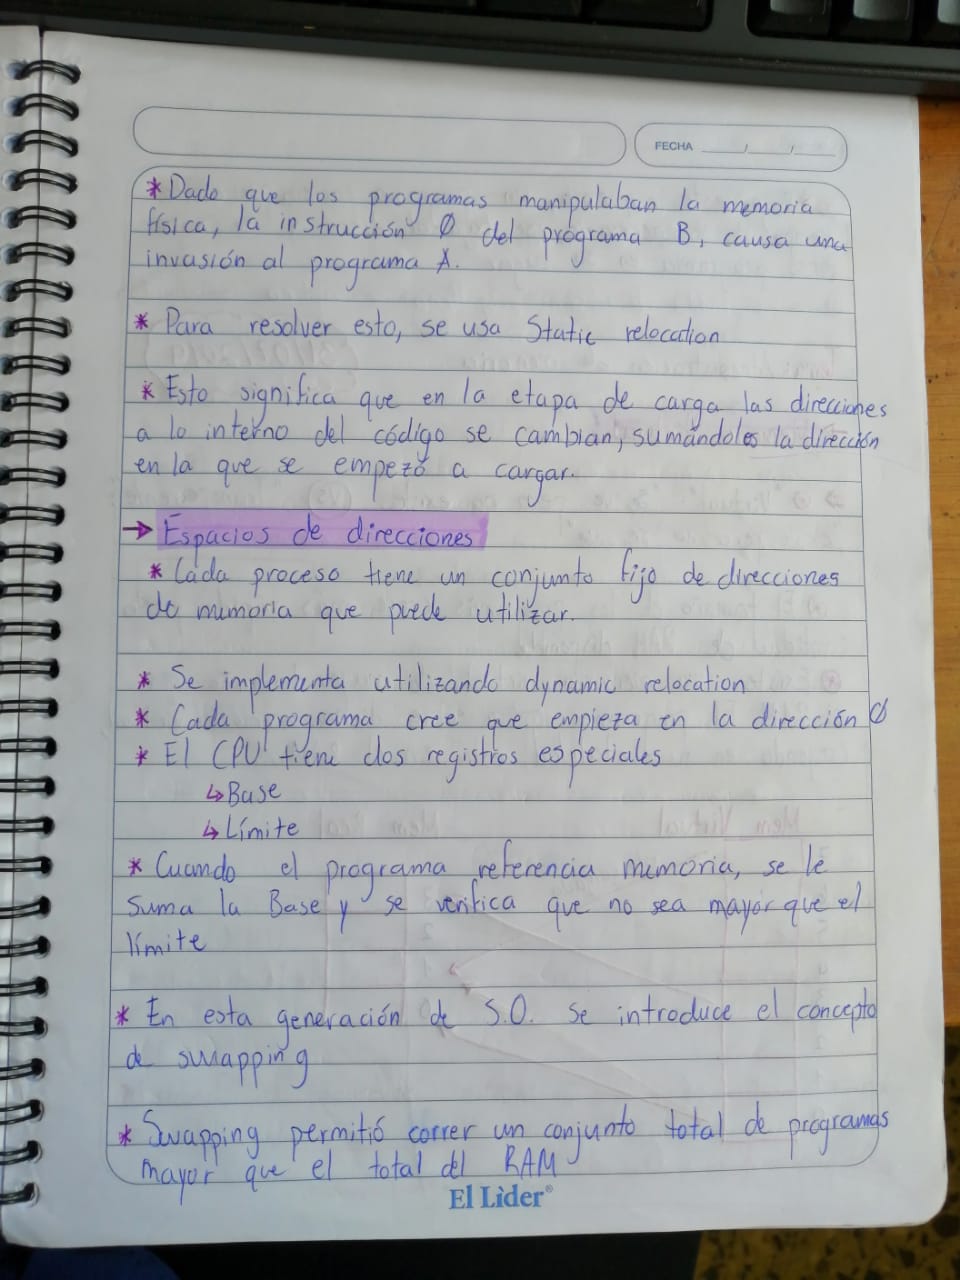 FECHA ___/___/___
* Dado que los programas manipulaban la memoria
física, la instrucción 0 del programa B, causa una
invasión al programa A.
* Para resolver esto, se usa Static relocation
* Esto significa que en la etapa de carga las direcciones
a lo interno del código se cambian, sumándoles la dirección
en la que se empezó a cargar.
→ Espacios de direcciones
* Cada proceso tiene un conjunto fijo de direcciones
de memoria que puede utilizar.
* Se implementa utilizando dynamic relocation
* Cada programa cree que empieza en la dirección 0
* El CPU tiene dos registros especiales
↳ Base
↳ Límite
* Cuando el programa referencia memoria, se le
suma la Base y se verifica que no sea mayor que el
límite
* En esta generación de S.O. se introduce el concepto
de swapping
* Swapping permitió correr un conjunto total de programas
mayor que el total del RAM
El Lider®